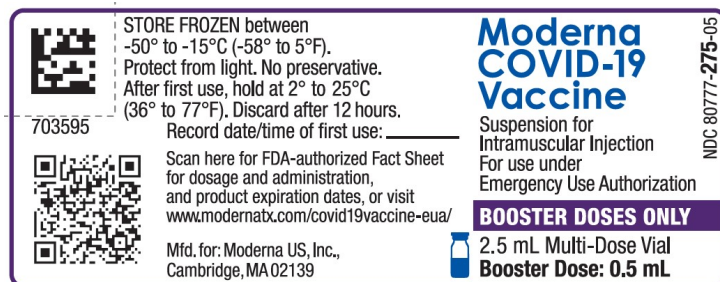 STORE FROZEN between
-50° to -15°C (-58° to 5°F).
Protect from light. No preservative.
After first use, hold at 2° to 25°C
(36° to 77°F). Discard after 12 hours.
Record date/time of first use:
703595
Scan here for FDA-authorized Fact Sheet
for dosage and administration,
and product expiration dates, or visit
www.modernatx.com/covid19vaccine-eua/
Mfd. for: Moderna US, Inc.,
Cambridge, MA 02139
Moderna
COVID-19
Vaccine
Suspension for
Intramuscular Injection
For use under
Emergency Use Authorization
BOOSTER DOSES ONLY
2.5 mL Multi-Dose Vial
Booster Dose: 0.5 mL
NDC 80777-275-05